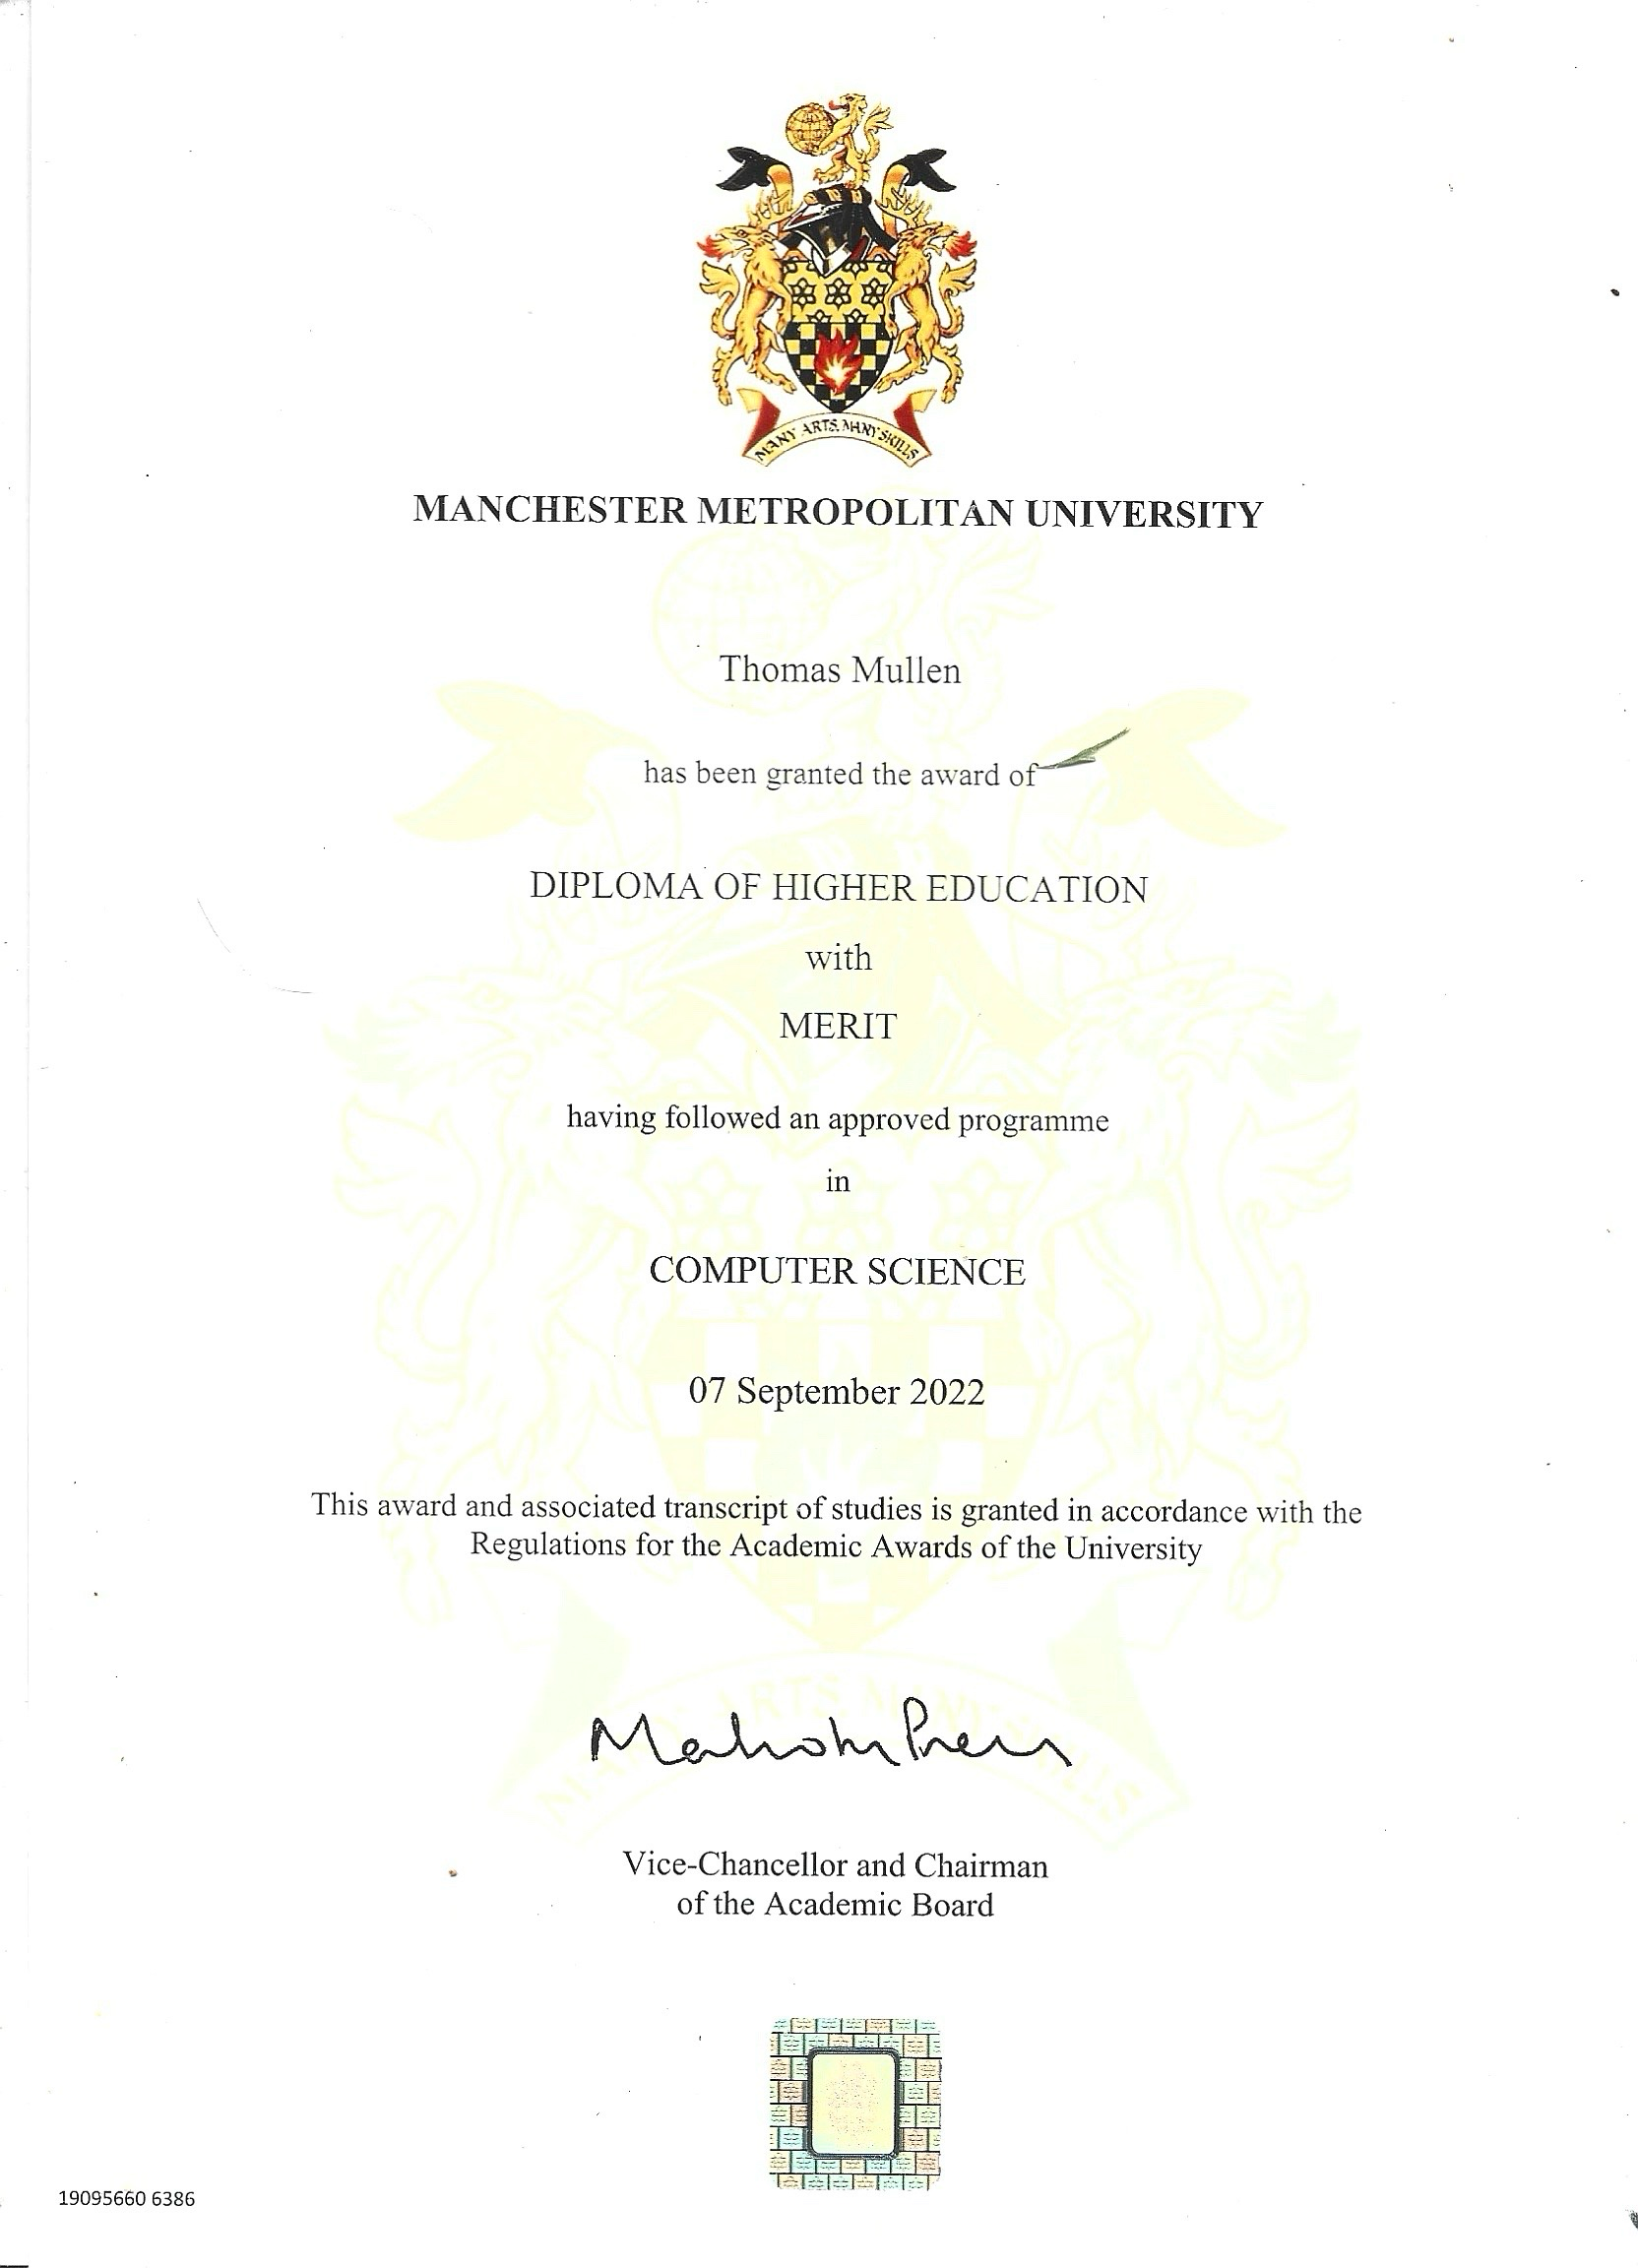 MANY ARTS, MANY SKILLS
MANCHESTER METROPOLITAN UNIVERSITY
Thomas Mullen
has been granted the award of
DIPLOMA OF HIGHER EDUCATION
with
MERIT
having followed an approved programme
in
COMPUTER SCIENCE
07 September 2022
This award and associated transcript of studies is granted in accordance with the
Regulations for the Academic Awards of the University
Vice-Chancellor and Chairman
of the Academic Board
19095660 6386